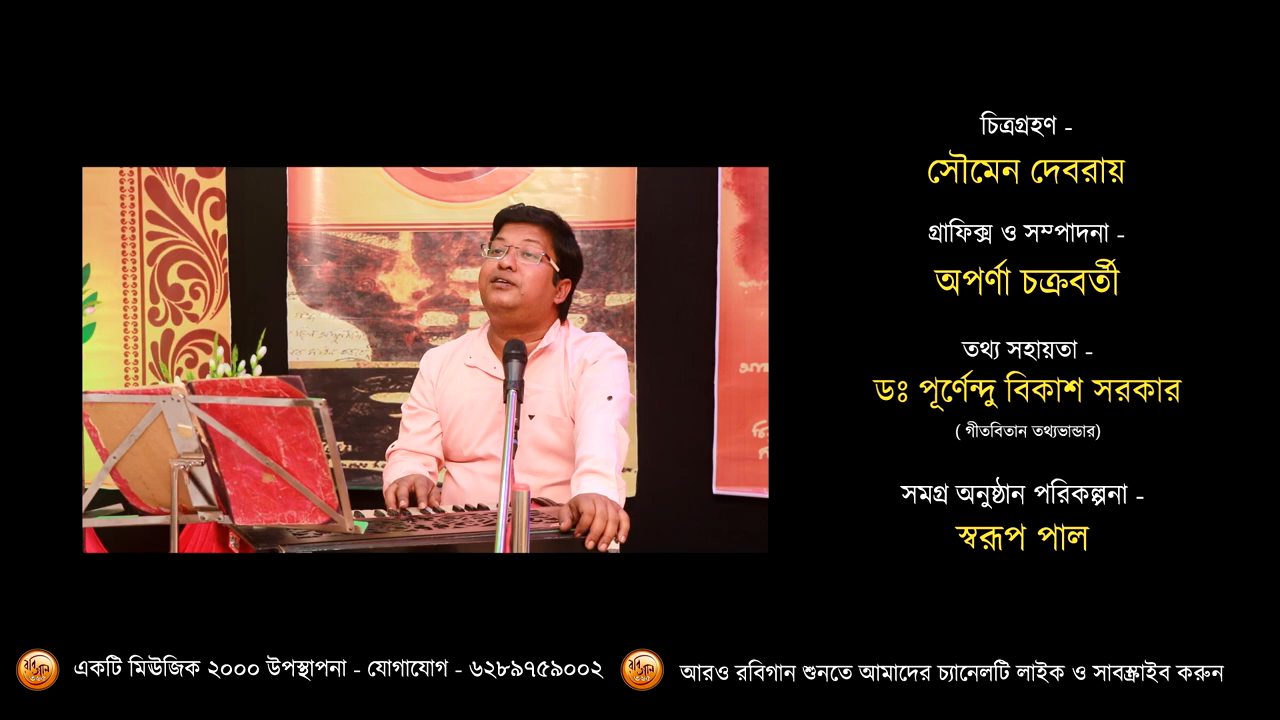 চিত্রগ্রহণ -
সৌমেন দেবরায়
গ্রাফিক্স ও সম্পাদনা -
অপর্ণা চক্রবর্তী
তথ্য সহায়তা -
ডঃ পূর্ণেন্দু বিকাশ সরকার
( গীতবিতান তথ্যভান্ডার)
সমগ্র অনুষ্ঠান পরিকল্পনা -
স্বরূপ পাল
একটি মিউজিক ২০০০ উপস্থাপনা - যোগাযোগ - ৬২৮৯৭৫৯০০২
আরও রবিগান শুনতে আমাদের চ্যানেলটি লাইক ও সাবস্ক্রাইব করুন